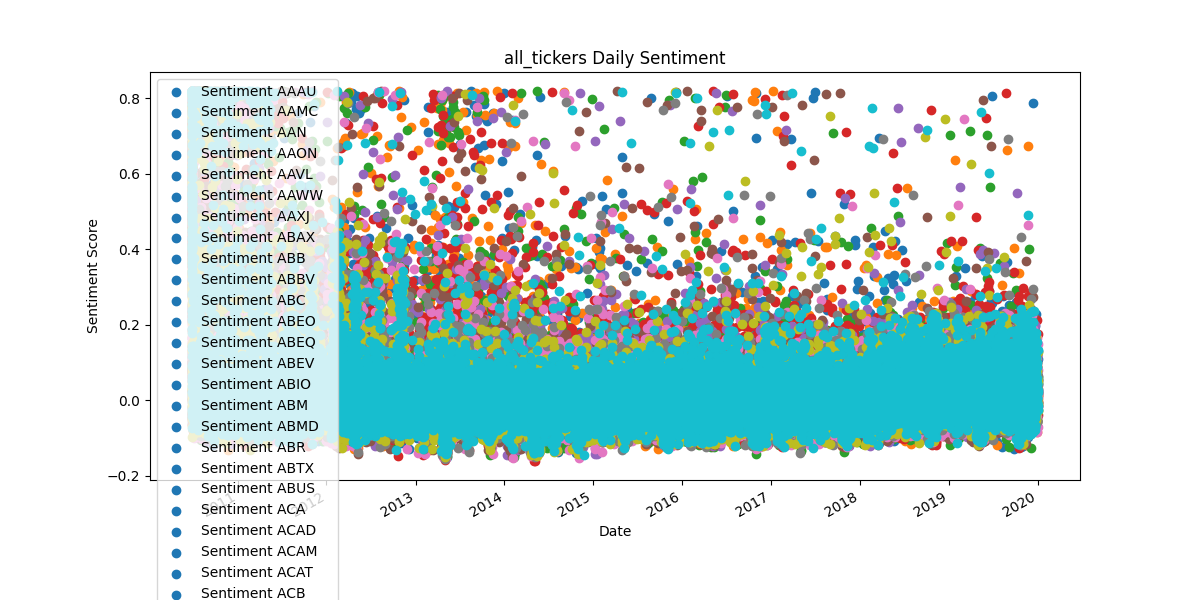 all_tickers Daily Sentiment
Sentiment Score
0.8
0.6
0.4
0.2
0.0
−0.2
Sentiment AAAU
Sentiment AAMC
Sentiment AAN
Sentiment AAON
Sentiment AAVL
Sentiment AAWW
Sentiment AAXJ
Sentiment ABAX
Sentiment ABB
Sentiment ABBV
Sentiment ABC
Sentiment ABEO
Sentiment ABEQ
Sentiment ABEV
Sentiment ABIO
Sentiment ABM
Sentiment ABMD
Sentiment ABR
Sentiment ABTX
Sentiment ABUS
Sentiment ACA
Sentiment ACAD
Sentiment ACAM
Sentiment ACAT
Sentiment ACB
2011
2012
2013
2014
2015
2016
2017
2018
2019
2020
Date